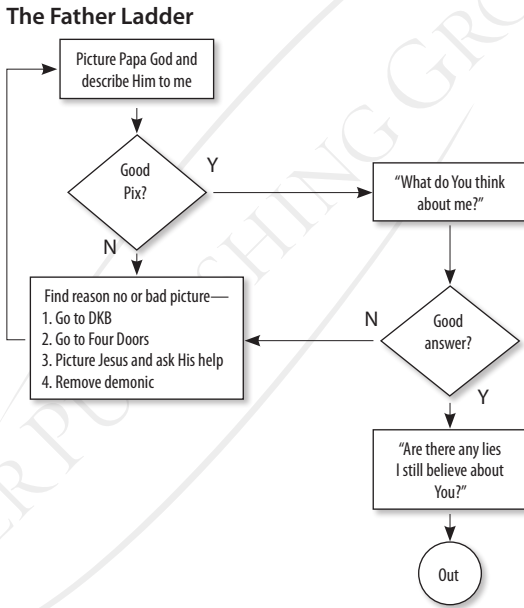 The Father Ladder
Picture Papa God and
describe Him to me
Good
Pix?
Y
N
“What do You think
about me?”
Find reason no or bad picture—
1. Go to DKB
2. Go to Four Doors
3. Picture Jesus and ask His help
4. Remove demonic
N
Good
answer?
Y
“Are there any lies
I still believe about
You?”
Out